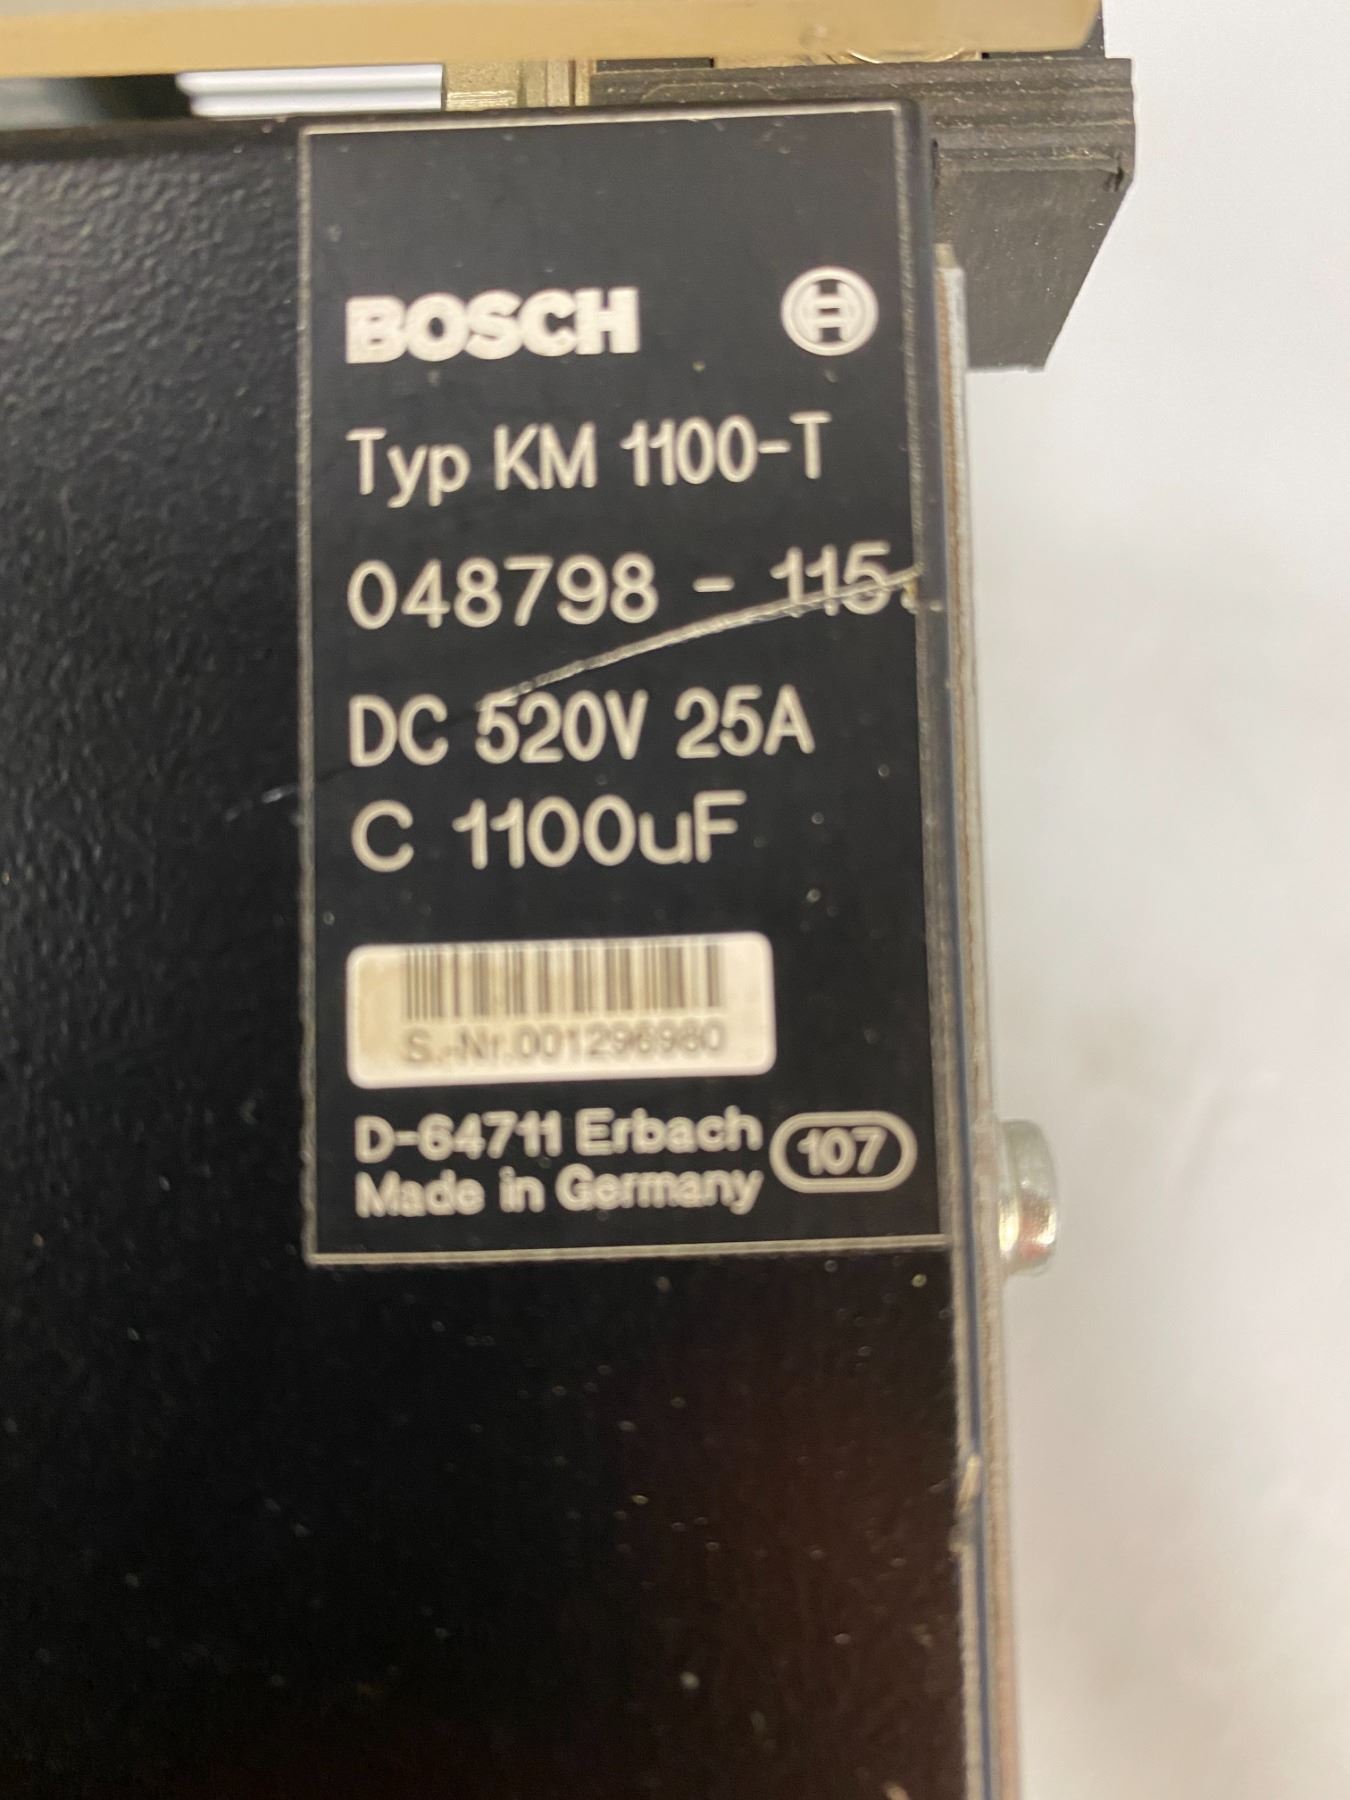 BOSCH
Typ KM 1100-T
048798 - 115
DC 520V 25A
C 1100uF
S.-Nr.001296980
D-64711 Erbach
Made in Germany
107